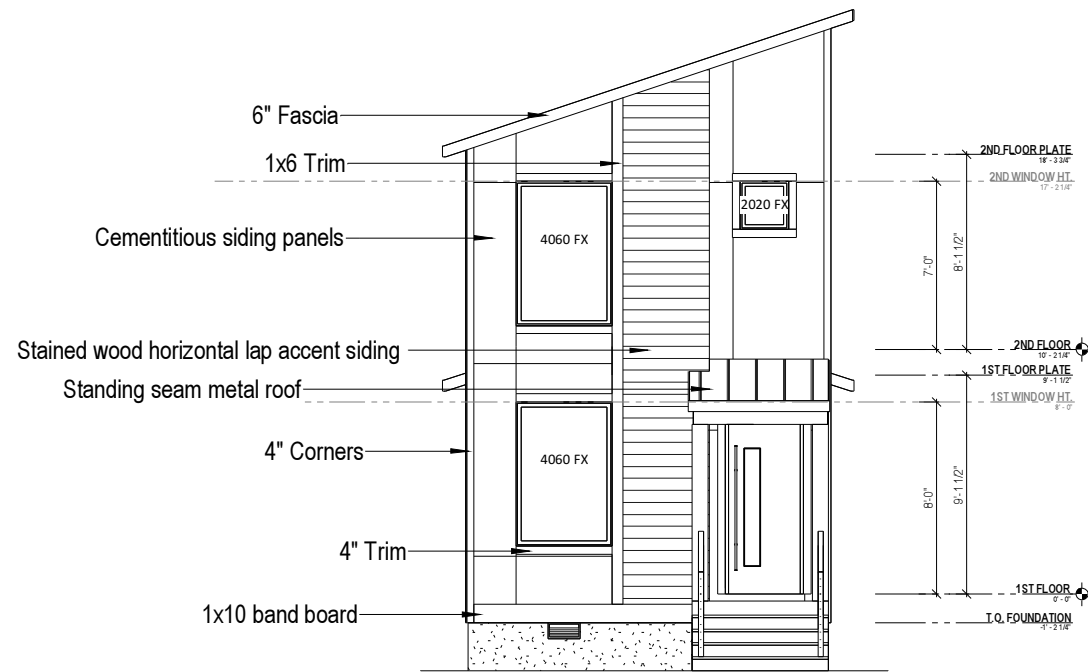 6" Fascia
1x6 Trim
Cementitious siding panels
Stained wood horizontal lap accent siding
Standing seam metal roof
4" Corners
4" Trim
1x10 band board
4060 FX
2020 FX
4060 FX
2ND FLOOR PLATE
18' - 3 3/4"
2ND WINDOW HT.
17' - 2 1/4"
7'-0"
8'-1 1/2"
2ND FLOOR
10' - 2 1/4"
1ST FLOOR PLATE
9' - 1 1/2"
1ST WINDOW HT.
8' - 0"
8'-0"
9'-1 1/2"
1ST FLOOR
0' - 0"
T.O. FOUNDATION
-1' - 2 1/4"